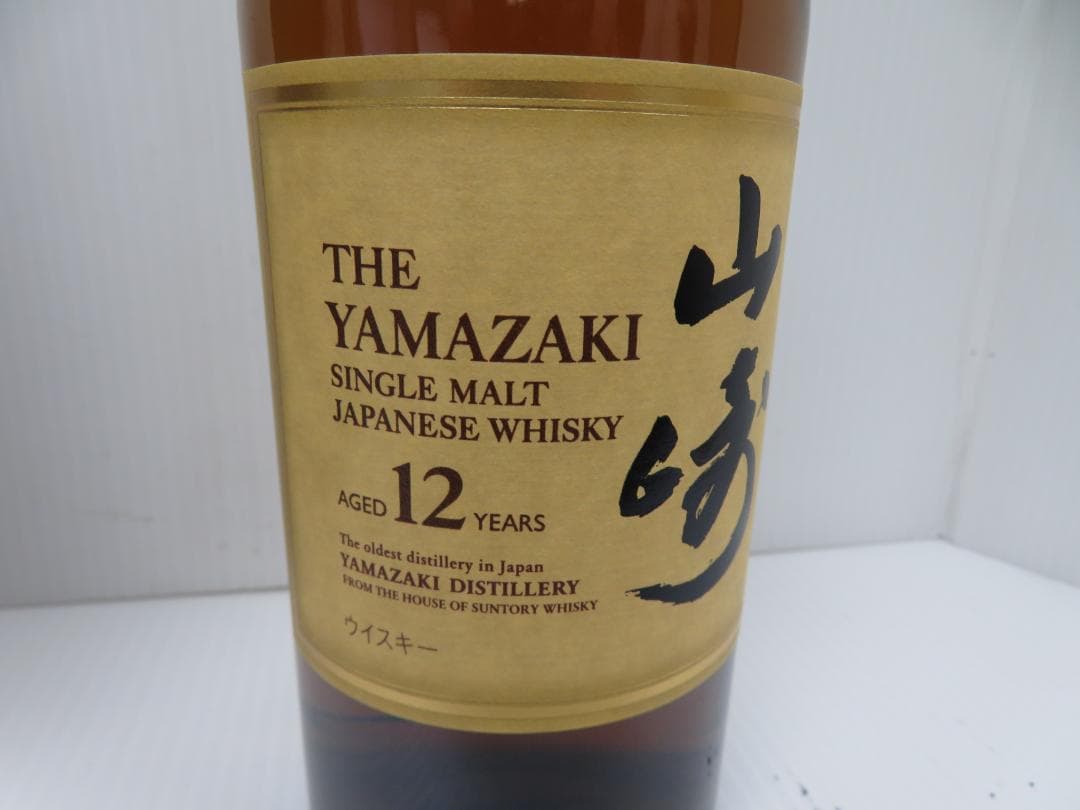 THE
YAMAZAKI
SINGLE MALT
JAPANESE WHISKY
AGED 12 YEARS
The oldest distillery in Japan
YAMAZAKI DISTILLERY
FROM THE HOUSE OF SUNTORY WHISKY
ウイスキー
山崎